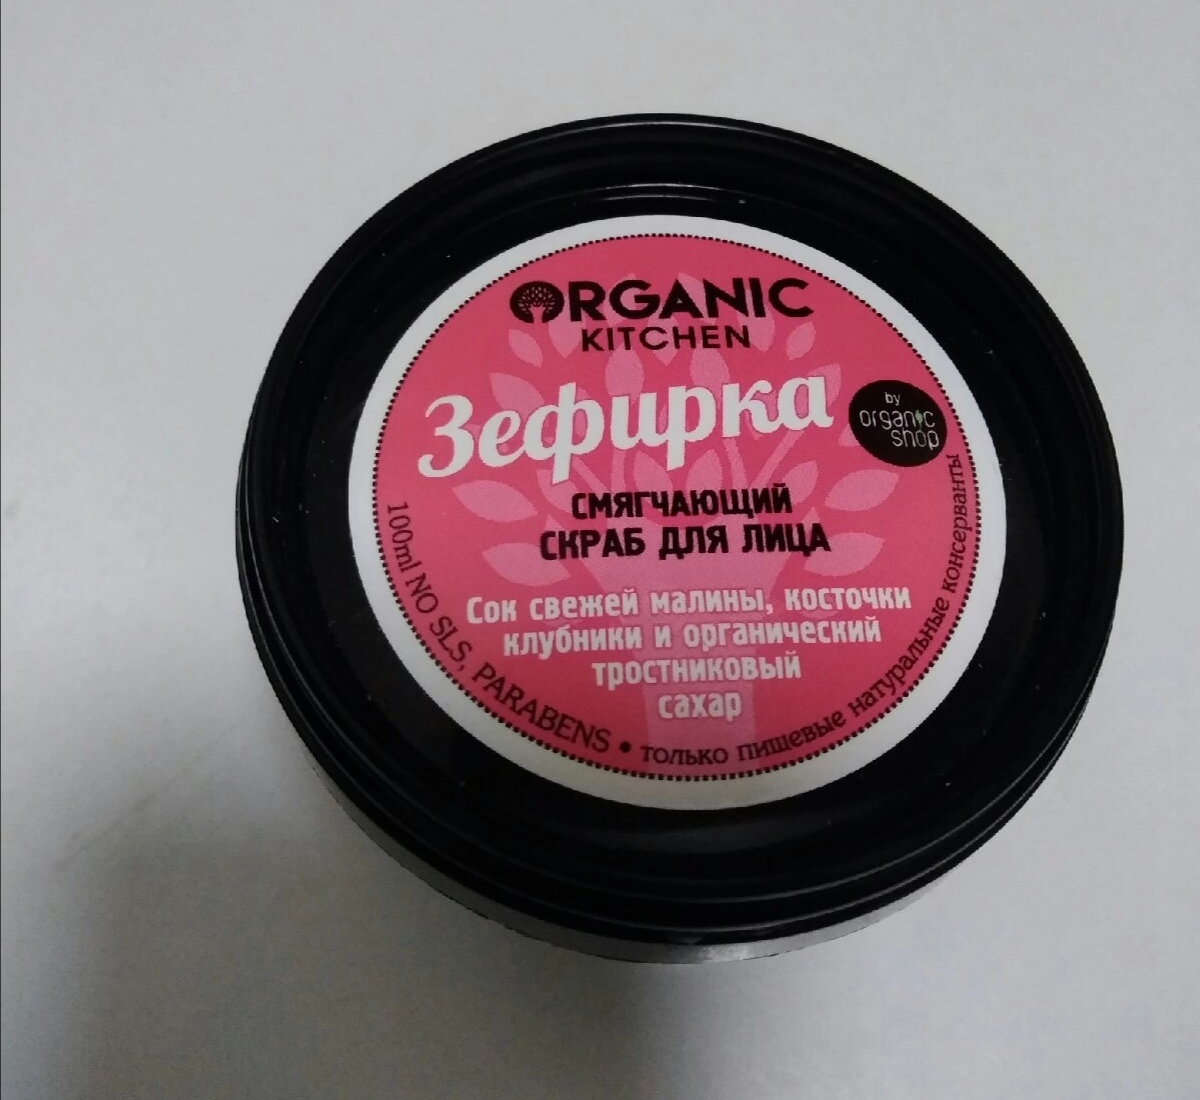 ORGANIC
KITCHEN
Зефирка
by
organic
shop
СМЯГЧАЮЩИЙ
СКРАБ ДЛЯ ЛИЦА
Сок свежей малины, косточки
клубники и органический
тростниковый
сахар
100ml NO SLS, PARABENS • только пищевые натуральные консерванты